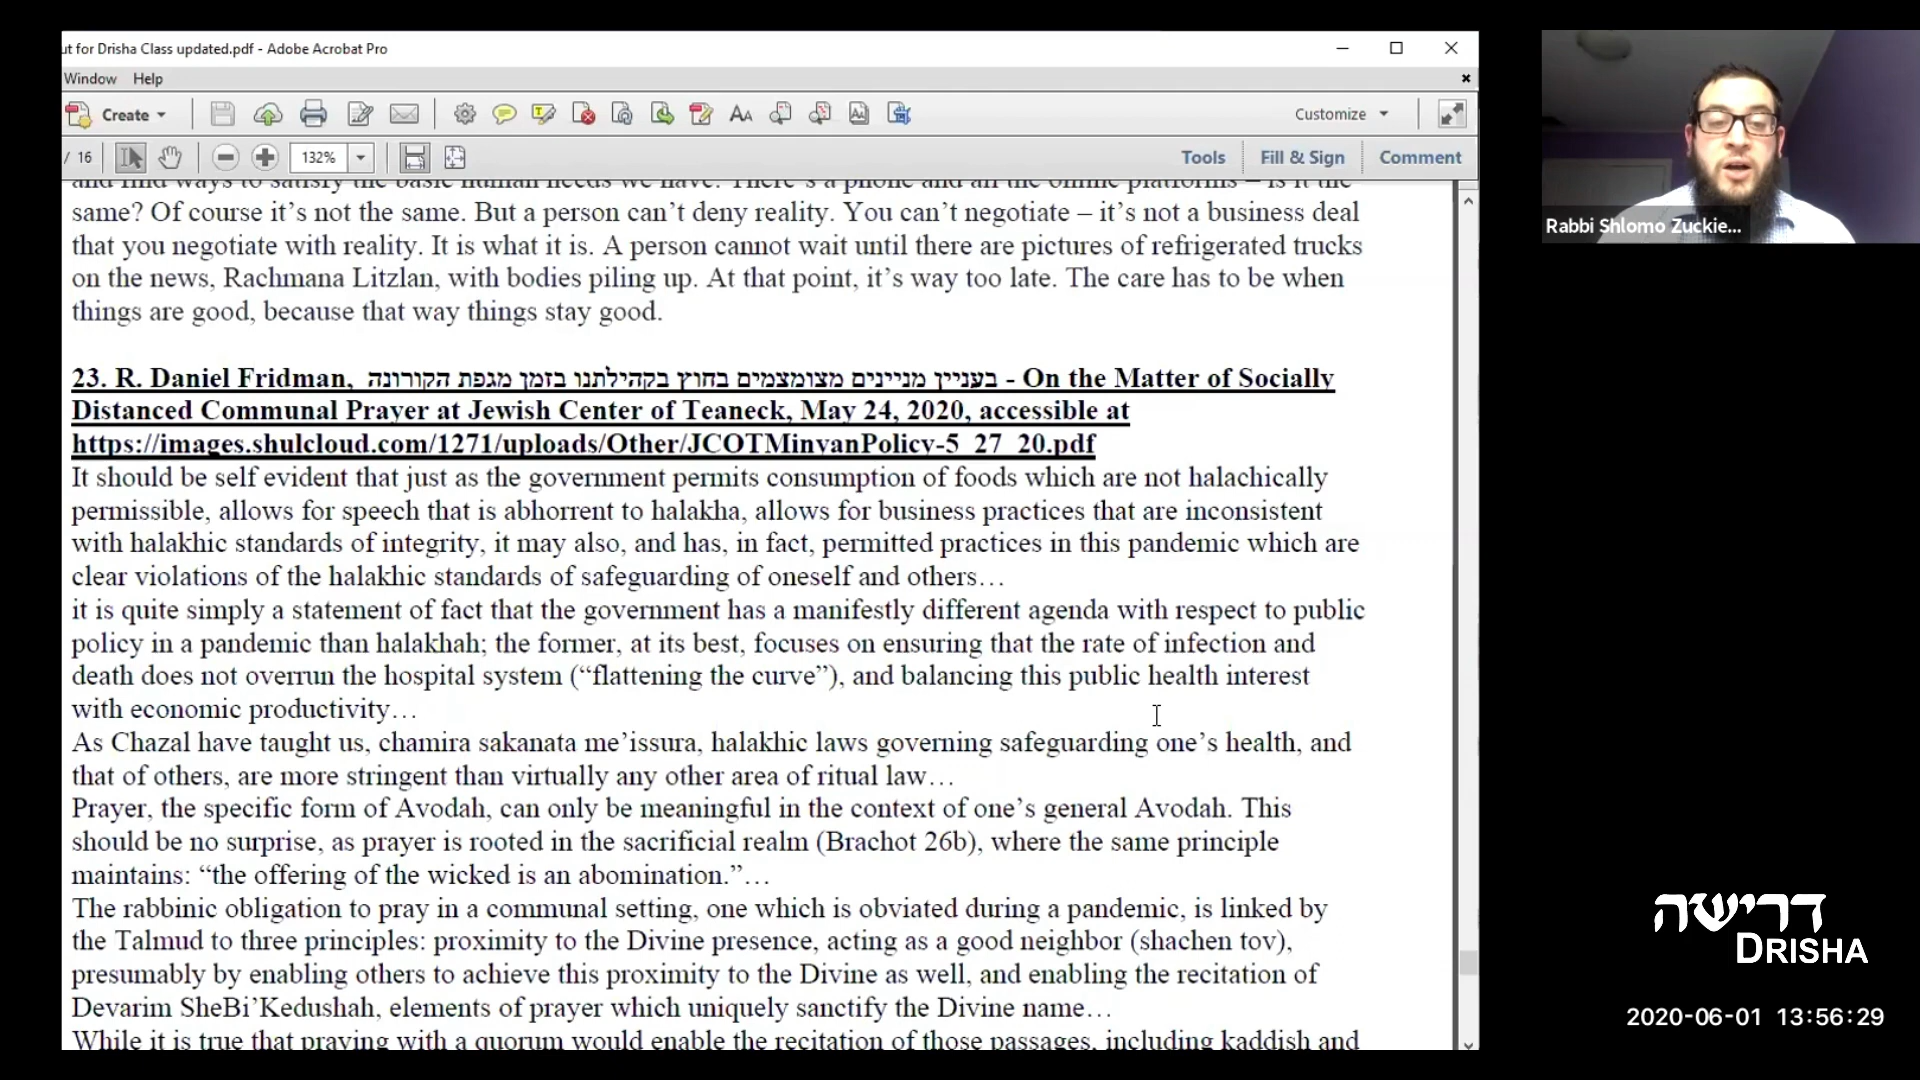 ut for Drisha Class updated.pdf - Adobe Acrobat Pro
Window Help
Create
Customize
/ 16
132%
Tools
Fill & Sign
Comment
and find ways to satisfy the basic human needs we have. There's a phone and all the online platforms – is it the
same? Of course it's not the same. But a person can't deny reality. You can't negotiate – it's not a business deal
that you negotiate with reality. It is what it is. A person cannot wait until there are pictures of refrigerated trucks
on the news, Rachmana Litzlan, with bodies piling up. At that point, it's way too late. The care has to be when
things are good, because that way things stay good.
23. R. Daniel Fridman, בעניין מניינים מצומצמים בחוץ בקהילתנו בזמן מגפת הקורונה - On the Matter of Socially
Distanced Communal Prayer at Jewish Center of Teaneck, May 24, 2020, accessible at
https://images.shulcloud.com/1271/uploads/Other/JCOTMinyanPolicy-5_27_20.pdf
It should be self evident that just as the government permits consumption of foods which are not halachically
permissible, allows for speech that is abhorrent to halakha, allows for business practices that are inconsistent
with halakhic standards of integrity, it may also, and has, in fact, permitted practices in this pandemic which are
clear violations of the halakhic standards of safeguarding of oneself and others…
it is quite simply a statement of fact that the government has a manifestly different agenda with respect to public
policy in a pandemic than halakhah; the former, at its best, focuses on ensuring that the rate of infection and
death does not overrun the hospital system (“flattening the curve”), and balancing this public health interest
with economic productivity…
As Chazal have taught us, chamira sakanata me'issura, halakhic laws governing safeguarding one's health, and
that of others, are more stringent than virtually any other area of ritual law…
Prayer, the specific form of Avodah, can only be meaningful in the context of one's general Avodah. This
should be no surprise, as prayer is rooted in the sacrificial realm (Brachot 26b), where the same principle
maintains: “the offering of the wicked is an abomination.”…
The rabbinic obligation to pray in a communal setting, one which is obviated during a pandemic, is linked by
the Talmud to three principles: proximity to the Divine presence, acting as a good neighbor (shachen tov),
presumably by enabling others to achieve this proximity to the Divine as well, and enabling the recitation of
Devarim SheBi'Kedushah, elements of prayer which uniquely sanctify the Divine name…
While it is true that praying with a quorum would enable the recitation of those passages, including kaddish and
Rabbi Shlomo Zuckie...
דרישה
DRISHA
2020-06-01 13:56:29